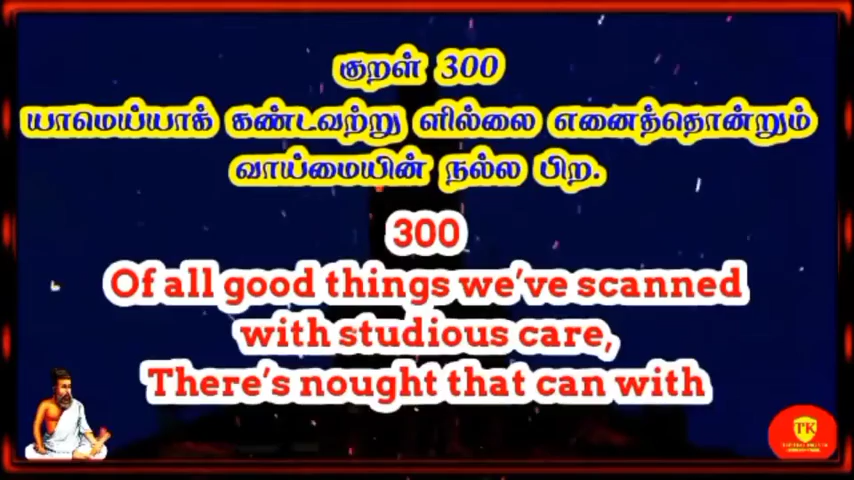 குறள் 300
யாமெய்யாக் கண்டவற்று ளில்லை எனைத்தொன்றும்
வாய்மையின் நல்ல பிற.
300
Of all good things we've scanned
with studious care,
There's nought that can with
TK